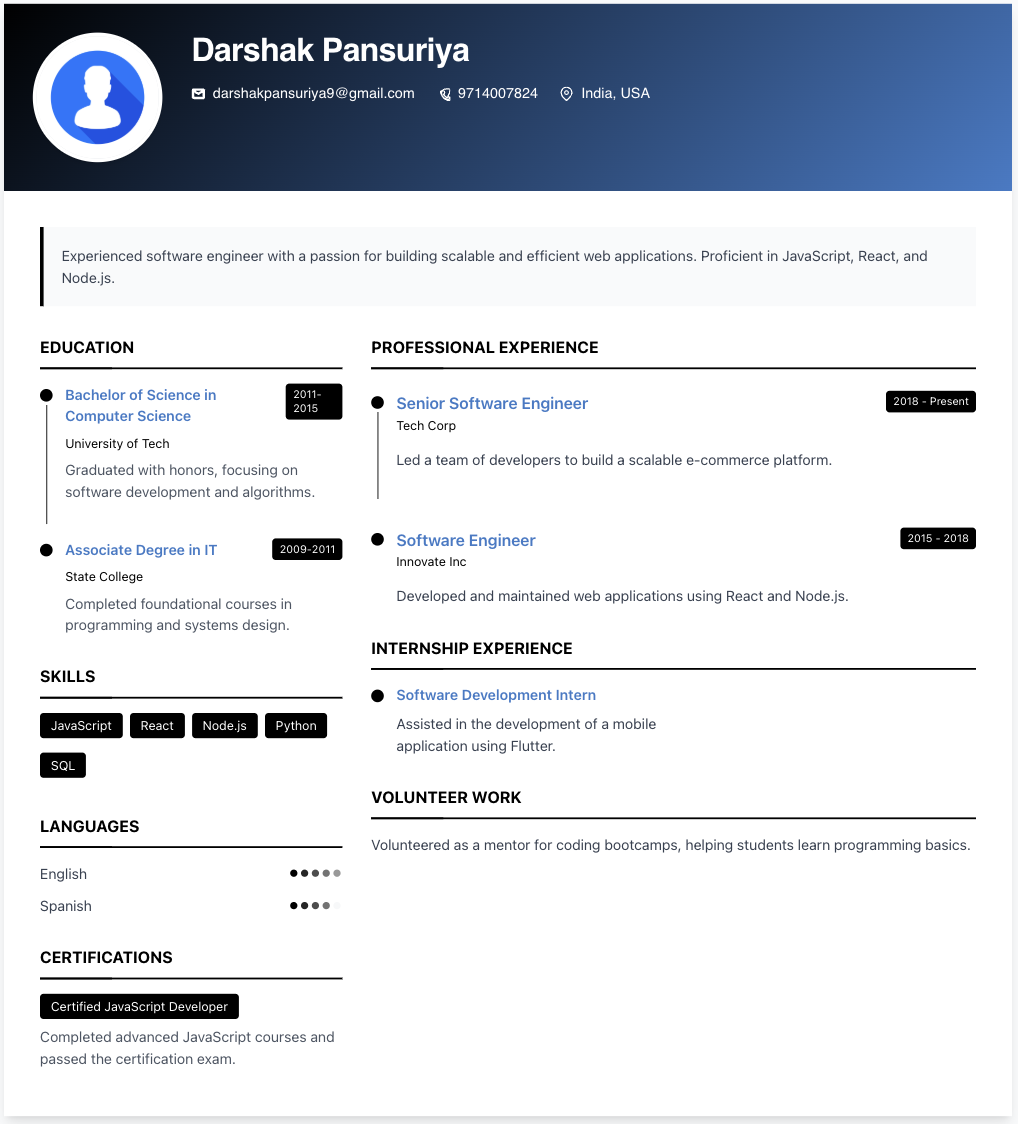 Darshak Pansuriya
darshakpansuriya9@gmail.com 9714007824 India, USA
Experienced software engineer with a passion for building scalable and efficient web applications. Proficient in JavaScript, React, and
Node.js.
EDUCATION
Bachelor of Science in
Computer Science
2011-
2015
University of Tech
Graduated with honors, focusing on
software development and algorithms.
Associate Degree in IT 2009-2011
State College
Completed foundational courses in
programming and systems design.
SKILLS
JavaScript React Node.js Python
SQL
LANGUAGES
English
Spanish
CERTIFICATIONS
Certified JavaScript Developer
Completed advanced JavaScript courses and
passed the certification exam.
PROFESSIONAL EXPERIENCE
Senior Software Engineer 2018 - Present
Tech Corp
Led a team of developers to build a scalable e-commerce platform.
Software Engineer 2015 - 2018
Innovate Inc
Developed and maintained web applications using React and Node.js.
INTERNSHIP EXPERIENCE
Software Development Intern
Assisted in the development of a mobile
application using Flutter.
VOLUNTEER WORK
Volunteered as a mentor for coding bootcamps, helping students learn programming basics.